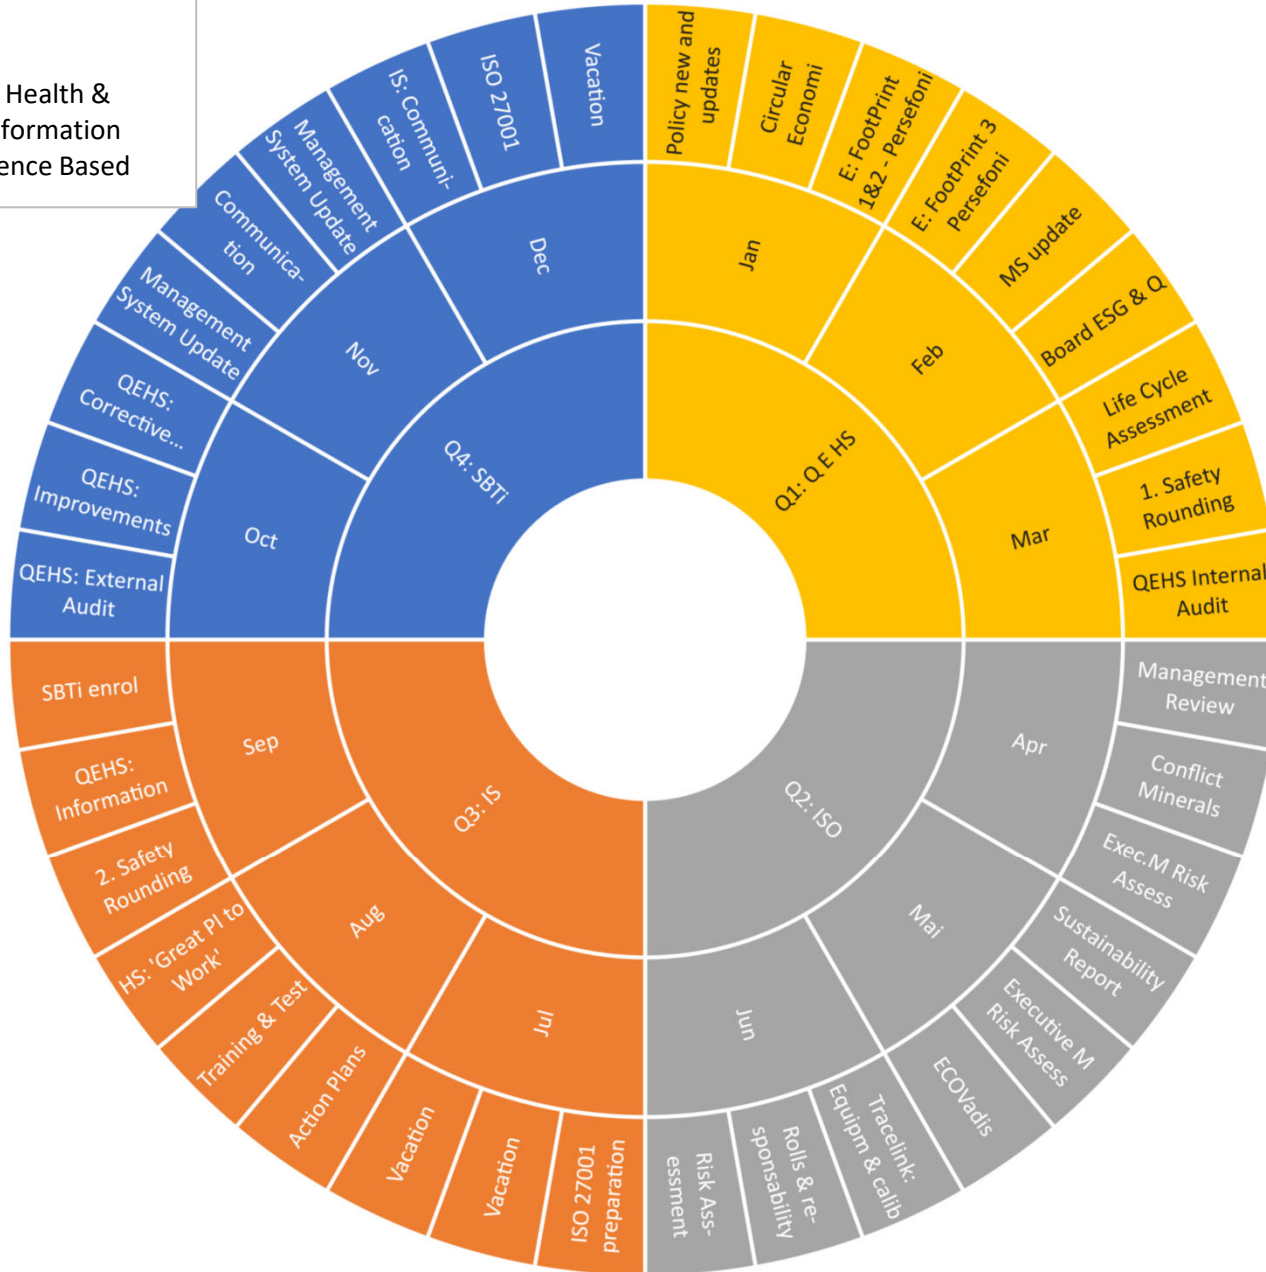 Health &
formation
ence Based
Q1: Q E HS
Jan
Policy new and
updates
Circular
Economi
E: FootPrint
1&2 - Persefoni
Feb
E: FootPrint 3
Persefoni
MS update
Board ESG & Q
Mar
Life Cycle
Assessment
1. Safety
Rounding
QEHS Internal
Audit
Q2: ISO
Apr
Management
Review
Conflict
Minerals
Exec.M Risk
Assess
Mai
Sustainability
Report
Executive M
Risk Assess
ECOVadis
Jun
Tracelink:
Equipm & calib
Rolls & re-
sponsability
Risk Ass-
essment
Q3: IS
Jul
ISO 27001
preparation
Vacation
Vacation
Aug
Action Plans
Training & Test
HS: 'Great Pl to
Work'
Sep
2. Safety
Rounding
QEHS:
Information
SBTi enrol
Q4: SBTi
Oct
QEHS: External
Audit
QEHS:
Improvements
QEHS:
Corrective...
Nov
Management
System Update
Communica-
tion
Management
System Update
Dec
IS: Communi-
cation
ISO 27001
Vacation